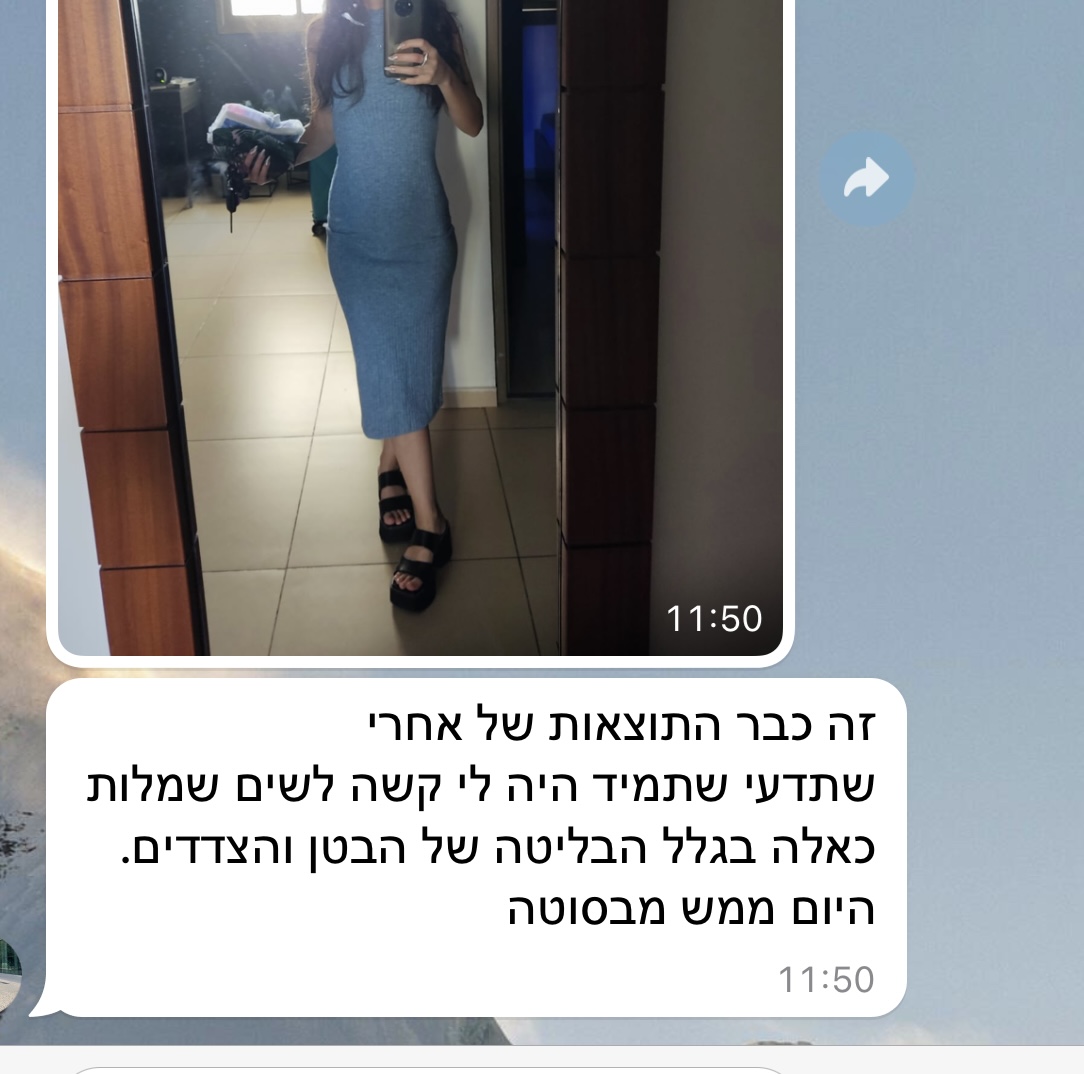 11:50
זה כבר התוצאות של אחרי
שתדעי שתמיד היה לי קשה לשים שמלות
כאלה בגלל הבליטה של הבטן והצדדים.
היום ממש מבסוטה
11:50